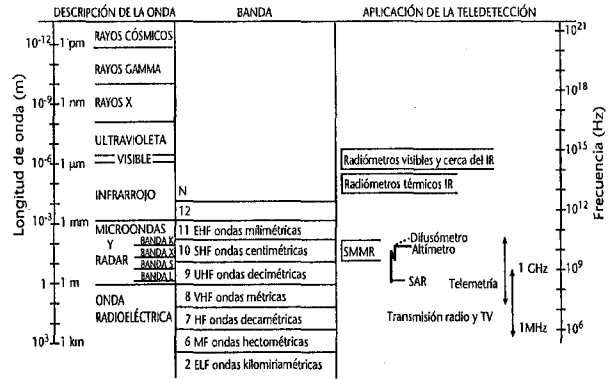 DESCRIPCIÓN DE LA ONDA
BANDA
APLICACIÓN DE LA TELEDETECCIÓN
Longitud de onda (m)
10-12
1 pm
10-9
1 nm
10-6
1 µm
10-3
1 mm
1
1 m
10³
1 km
RAYOS CÓSMICOS
RAYOS GAMMA
RAYOS X
ULTRAVIOLETA
VISIBLE
INFRARROJO
MICROONDAS
Y
RADAR
BANDA K
BANDA X
BANDA S
BANDA L
ONDA
RADIOELÉCTRICA
N
12
11 EHF ondas milimétricas
10 SHF ondas centimétricas
9 UHF ondas decimétricas
8 VHF ondas métricas
7 HF ondas decamétricas
6 MF ondas hectométricas
2 ELF ondas kilomiriamétricas
Radiómetros visibles y cerca del IR
Radiómetros térmicos IR
SMMR
Difusómetro
Altímetro
SAR
Telemetría
Transmisión radio y TV
1 GHz
1MHz
10²¹
10¹⁸
10¹⁵
10¹²
10⁹
10⁶
Frecuencia (Hz)